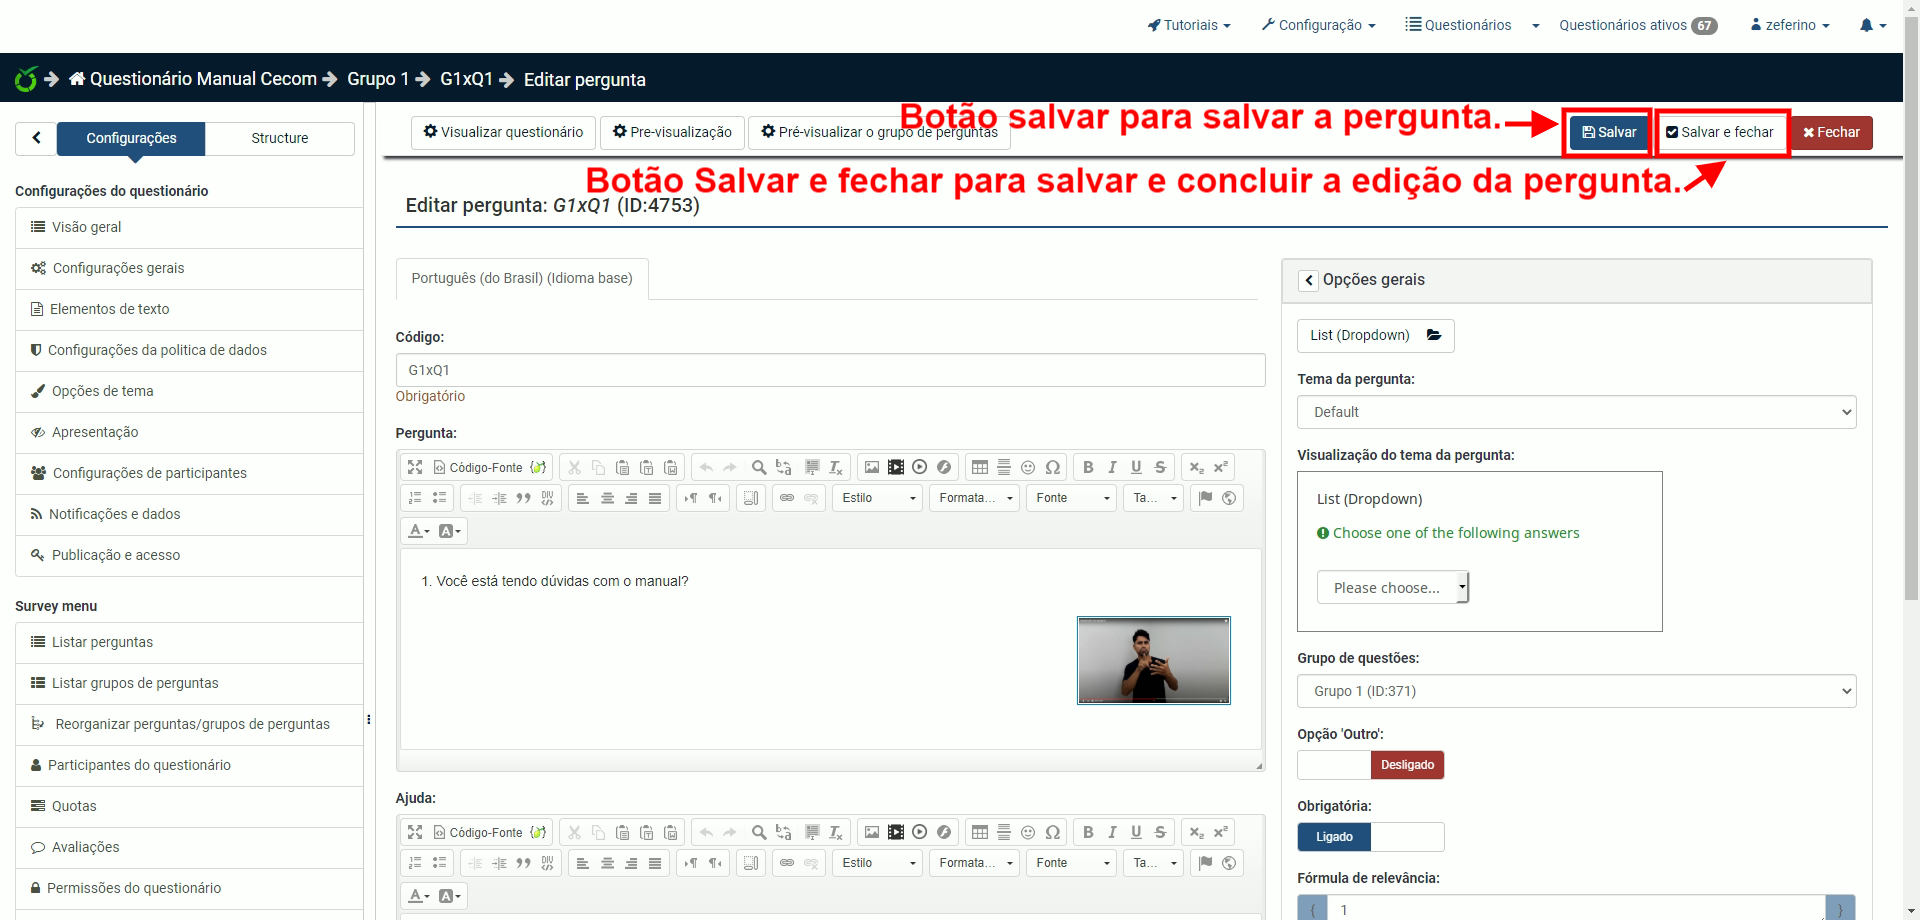 Tutoriais
Configuração
Questionários
Questionários ativos 67
zeferino
Questionário Manual Cecom
Grupo 1
G1xQ1
Editar pergunta
Configurações
Structure
Visualizar questionário
Pre-visualização
Pré-visualizar o grupo de perguntas
Botão salvar para salvar a pergunta.
Salvar
Salvar e fechar
Fechar
Botão Salvar e fechar para salvar e concluir a edição da pergunta.
Configurações do questionário
Visão geral
Configurações gerais
Elementos de texto
Configurações da politica de dados
Opções de tema
Apresentação
Configurações de participantes
Notificações e dados
Publicação e acesso
Survey menu
Listar perguntas
Listar grupos de perguntas
Reorganizar perguntas/grupos de perguntas
Participantes do questionário
Quotas
Avaliações
Permissões do questionário
Editar pergunta: G1xQ1 (ID:4753)
Português (do Brasil) (Idioma base)
Código:
G1xQ1
Obrigatório
Pergunta:
Código-Fonte
Estilo
Formata...
Fonte
Ta...
1. Você está tendo dúvidas com o manual?
Ajuda:
Código-Fonte
Estilo
Formata...
Fonte
Ta...
Opções gerais
List (Dropdown)
Tema da pergunta:
Default
Visualização do tema da pergunta:
List (Dropdown)
Choose one of the following answers
Please choose...
Grupo de questões:
Grupo 1 (ID:371)
Opção 'Outro':
Desligado
Obrigatória:
Ligado
Fórmula de relevância:
{ 1 }